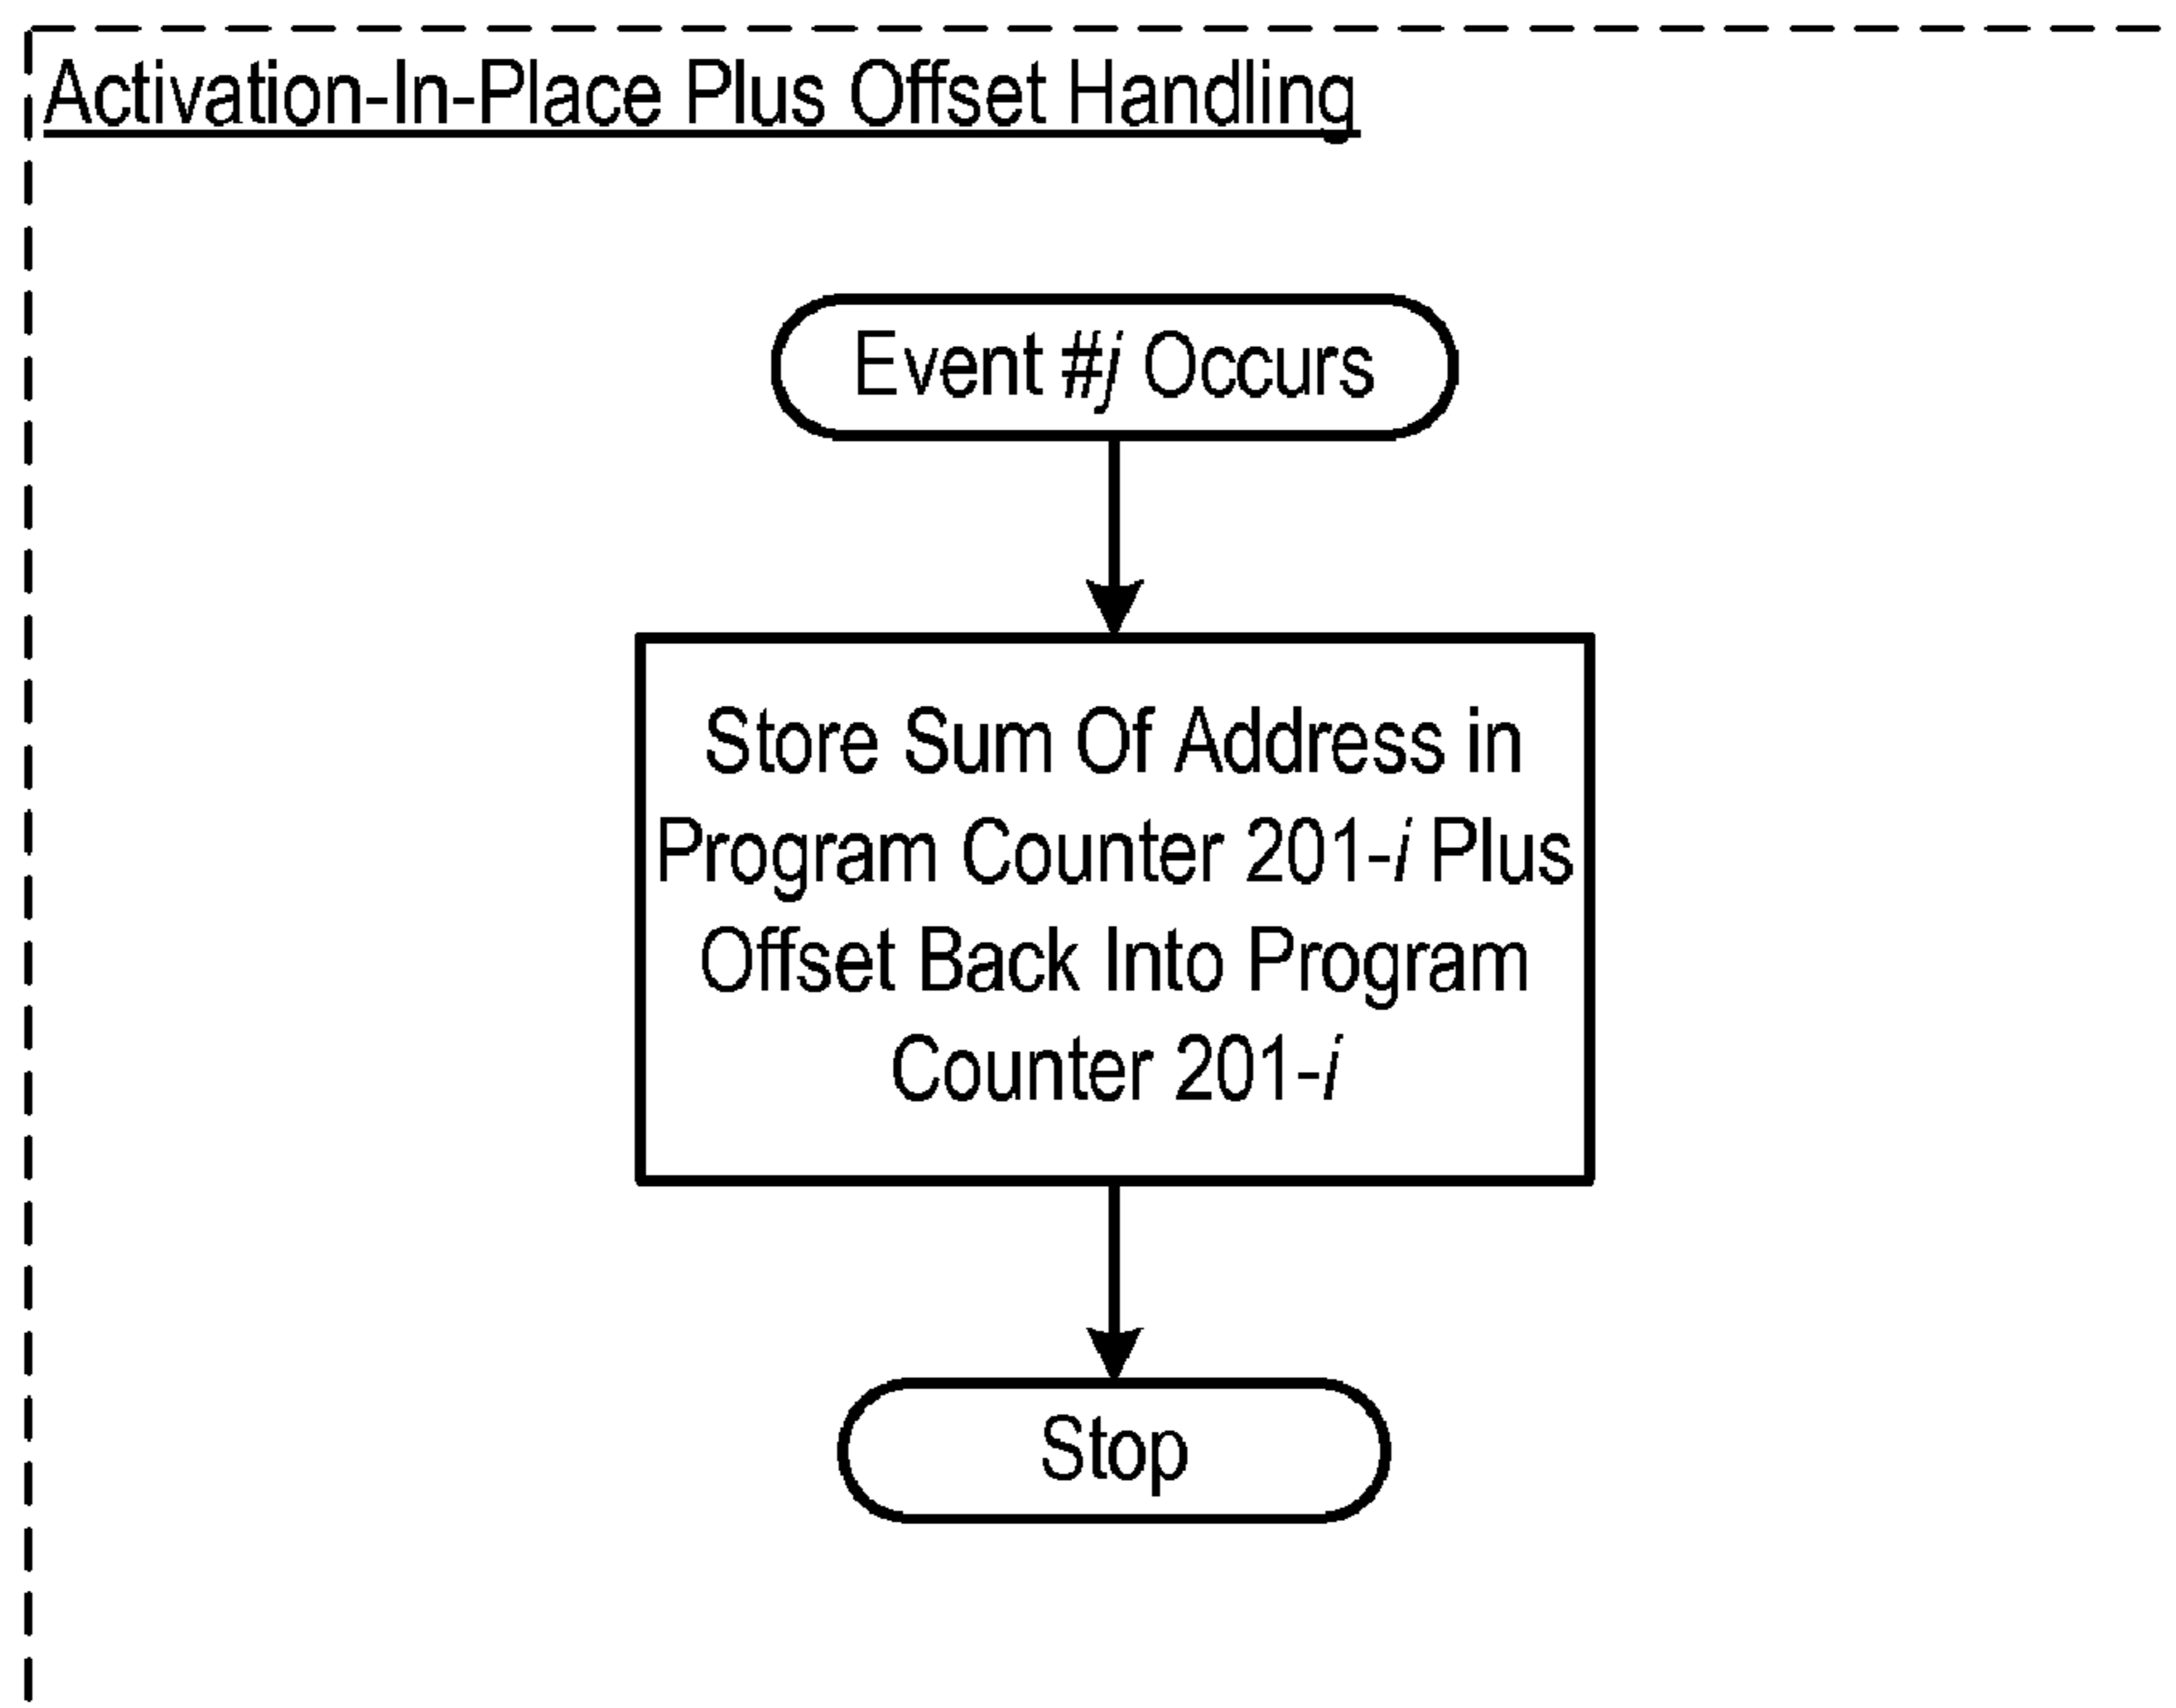 Activation-In-Place Plus Offset Handling
Event #j Occurs
Store Sum Of Address in
Program Counter 201-i Plus
Offset Back Into Program
Counter 201-i
Stop